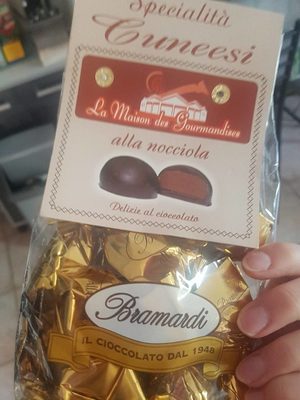 Specialità
Cuneesi
La Maison des Gourmandises
alla nocciola
Delizie al cioccolato
Bramardi
IL CIOCCOLATO DAL 1948